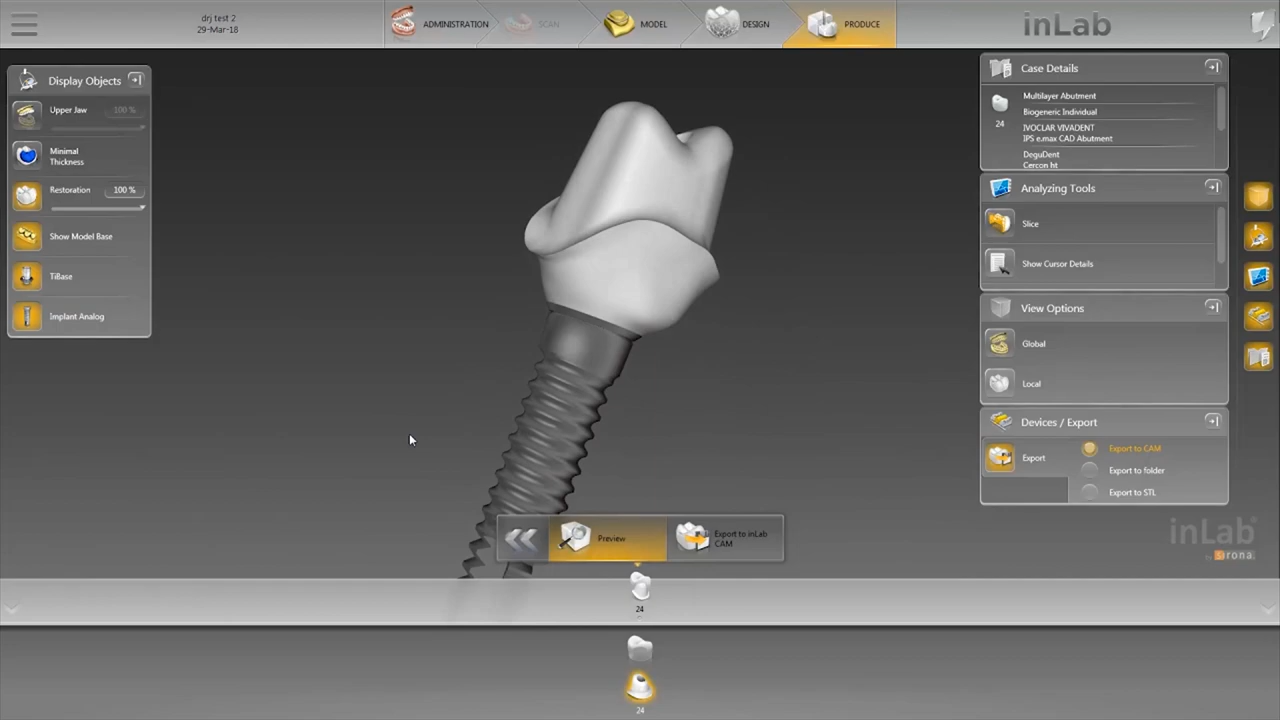 drj test 2
29-Mar-18
ADMINISTRATION
SCAN
MODEL
DESIGN
PRODUCE
inLab
Display Objects
Upper Jaw
100 %
Minimal
Thickness
Restoration
100 %
Show Model Base
TiBase
Implant Analog
Case Details
24
Multilayer Abutment
Biogeneric Individual
IVOCLAR VIVADENT
IPS e.max CAD Abutment
DeguDent
Cercon ht
Analyzing Tools
Slice
Show Cursor Details
View Options
Global
Local
Devices / Export
Export
Export to CAM
Export to folder
Export to STL
Preview
Export to inLab
CAM
inLab
by Sirona.
24
24